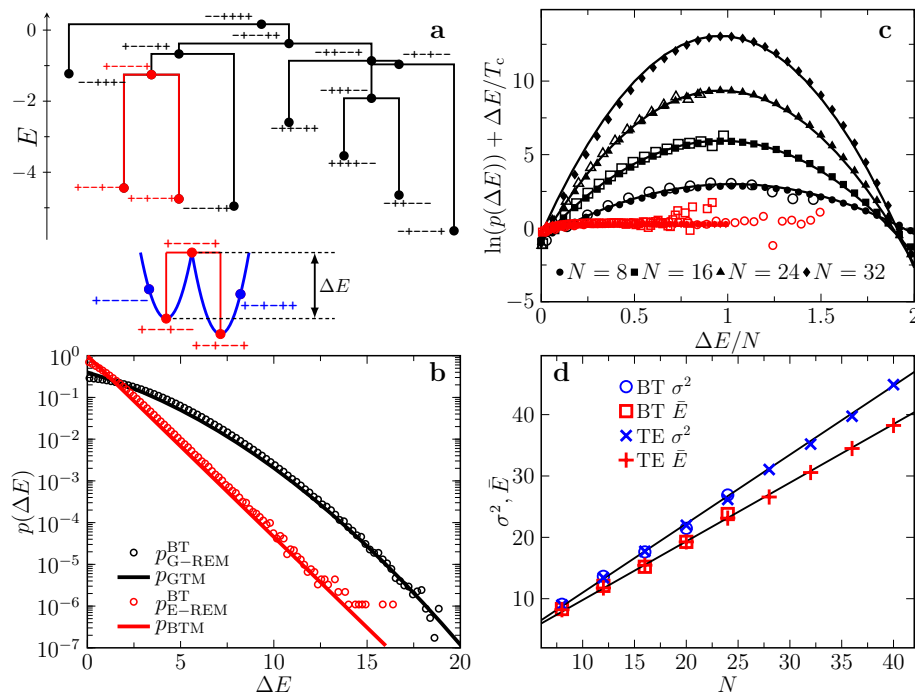 a
E
0
−2
−4
ΔE
c
ln(p(ΔE)) + ΔE/T_c
10
5
0
−5
N = 8 N = 16 N = 24 N = 32
0 0.5 1 1.5 2
ΔE/N
b
p(ΔE)
10^0
10^-1
10^-2
10^-3
10^-4
10^-5
10^-6
10^-7
p^BT_G−REM
p_GTM
p^BT_E−REM
p_BTM
0 5 10 15 20
ΔE
d
σ², Ē
40
30
20
10
BT σ²
BT Ē
TE σ²
TE Ē
10 15 20 25 30 35 40
N